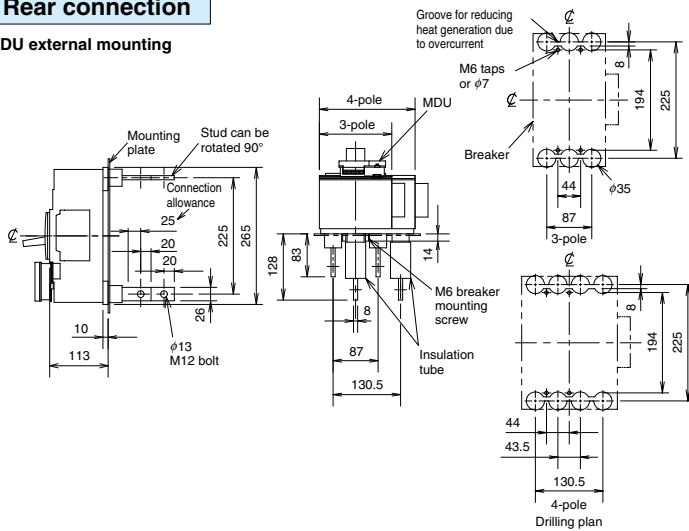 Rear connection
DU external mounting
Mounting
plate
Stud can be
rotated 90°
Connection
allowance
25
20
20
225
265
26
10
113
ϕ13
M12 bolt
℄
4-pole
3-pole
MDU
128
83
14
8
87
130.5
M6 breaker
mounting
screw
Insulation
tube
Groove for reducing
heat generation due
to overcurrent
M6 taps
or ϕ7
℄
℄
Breaker
8
194
225
44
87
3-pole
ϕ35
℄
8
194
225
44
43.5
130.5
4-pole
Drilling plan